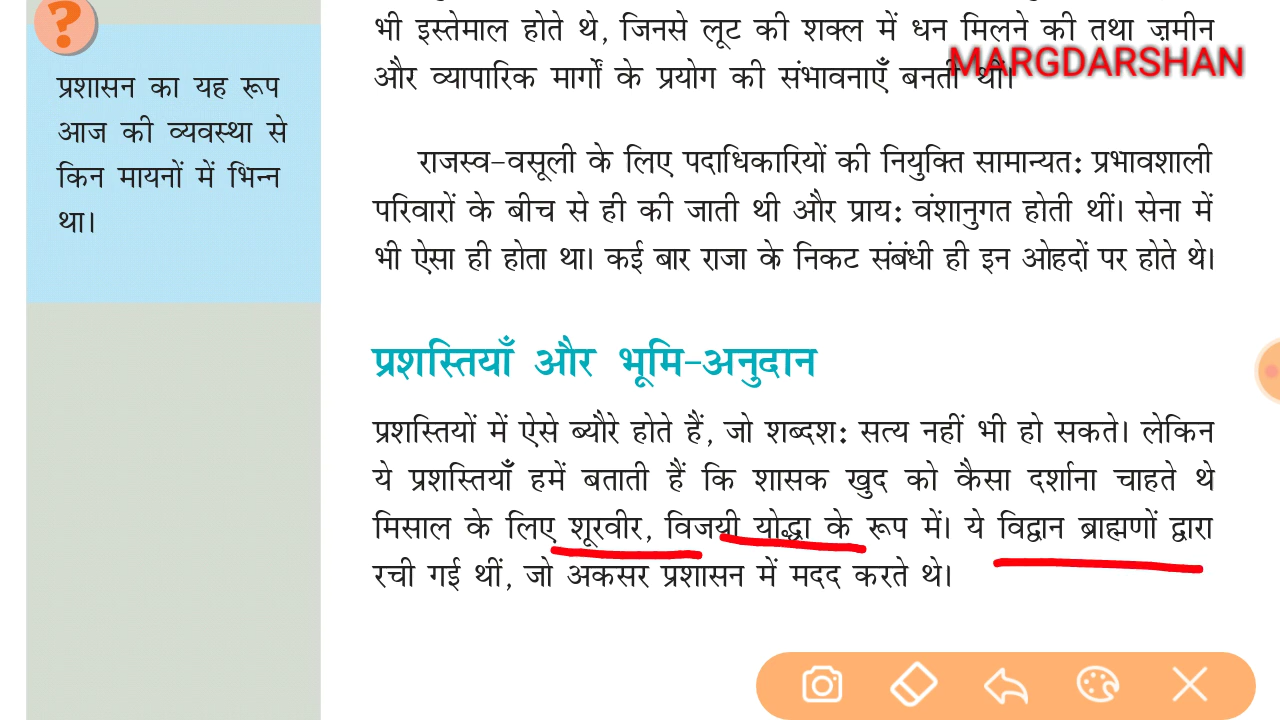 ?
प्रशासन का यह रूप
आज की व्यवस्था से
किन मायनों में भिन्न
था।
भी इस्तेमाल होते थे, जिनसे लूट की शक्ल में धन मिलने की तथा ज़मीन
MARGDARSHAN
और व्यापारिक मार्गों के प्रयोग की संभावनाएँ बनती थीं।
राजस्व-वसूली के लिए पदाधिकारियों की नियुक्ति सामान्यतः प्रभावशाली
परिवारों के बीच से ही की जाती थी और प्रायः वंशानुगत होती थीं। सेना में
भी ऐसा ही होता था। कई बार राजा के निकट संबंधी ही इन ओहदों पर होते थे।
प्रशस्तियाँ और भूमि-अनुदान
प्रशस्तियों में ऐसे ब्यौरे होते हैं, जो शब्दशः सत्य नहीं भी हो सकते। लेकिन
ये प्रशस्तियाँ हमें बताती हैं कि शासक खुद को कैसा दर्शाना चाहते थे
मिसाल के लिए शूरवीर, विजयी योद्धा के रूप में। ये विद्वान ब्राह्मणों द्वारा
रची गई थीं, जो अकसर प्रशासन में मदद करते थे।